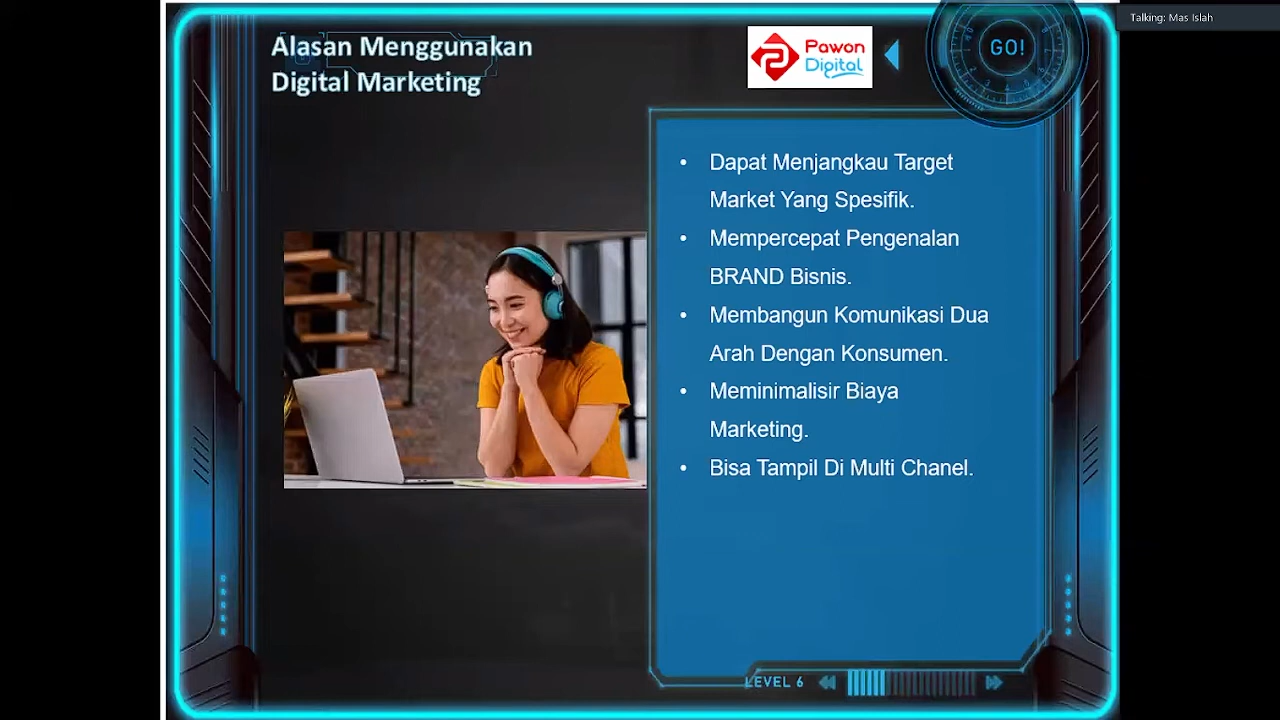 Talking: Mas Islah
Alasan Menggunakan
Digital Marketing
Pawon
Digital
GO!
• Dapat Menjangkau Target
Market Yang Spesifik.
• Mempercepat Pengenalan
BRAND Bisnis.
• Membangun Komunikasi Dua
Arah Dengan Konsumen.
• Meminimalisir Biaya
Marketing.
• Bisa Tampil Di Multi Chanel.
LEVEL 6